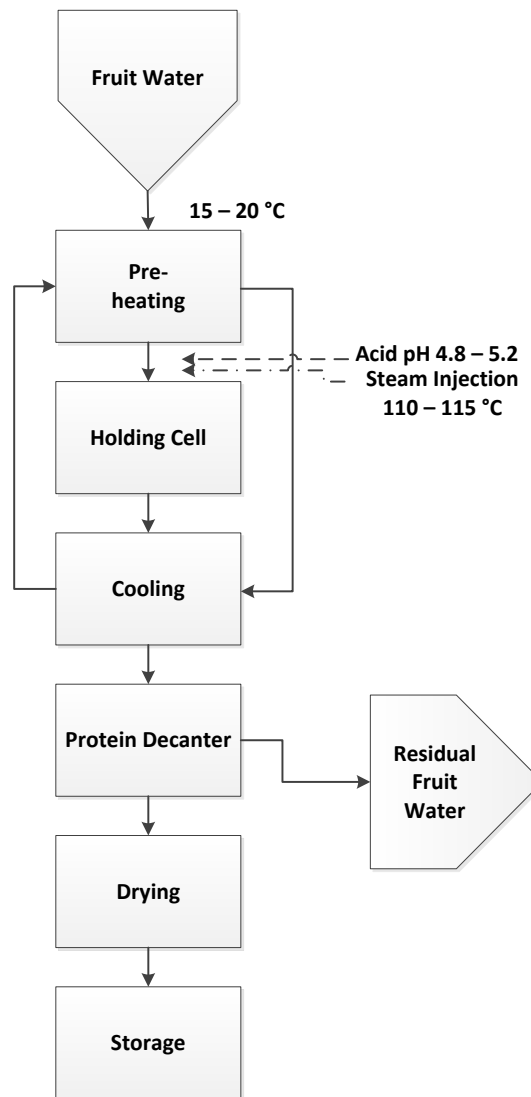 Fruit Water
15 – 20 °C
Pre-
heating
Acid pH 4.8 – 5.2
Steam Injection
110 – 115 °C
Holding Cell
Cooling
Protein Decanter
Residual
Fruit
Water
Drying
Storage